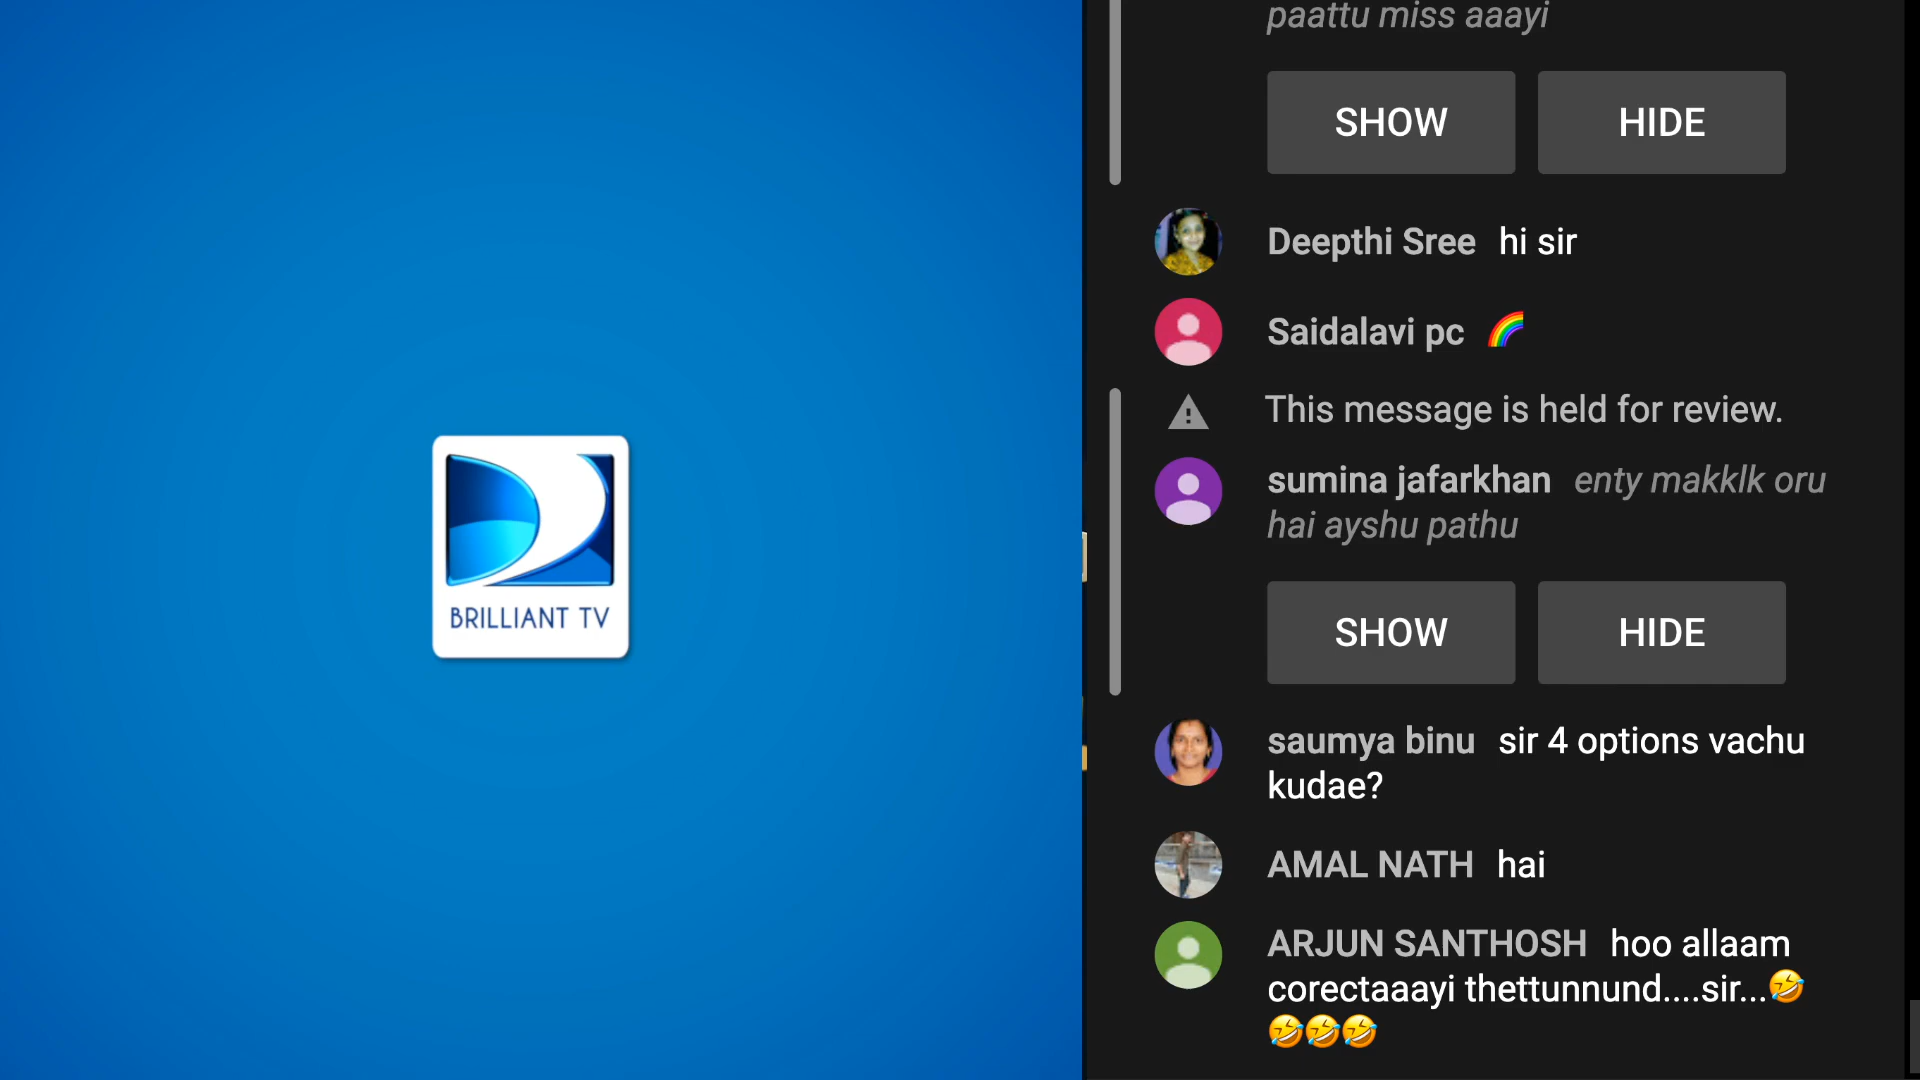 BRILLIANT TV
paattu miss aaayi
SHOW HIDE
Deepthi Sree hi sir
Saidalavi pc 🌈
This message is held for review.
sumina jafarkhan enty makklk oru
hai ayshu pathu
SHOW HIDE
saumya binu sir 4 options vachu
kudae?
AMAL NATH hai
ARJUN SANTHOSH hoo allaam
corectaaayi thettunnund....sir...🤣
🤣🤣🤣